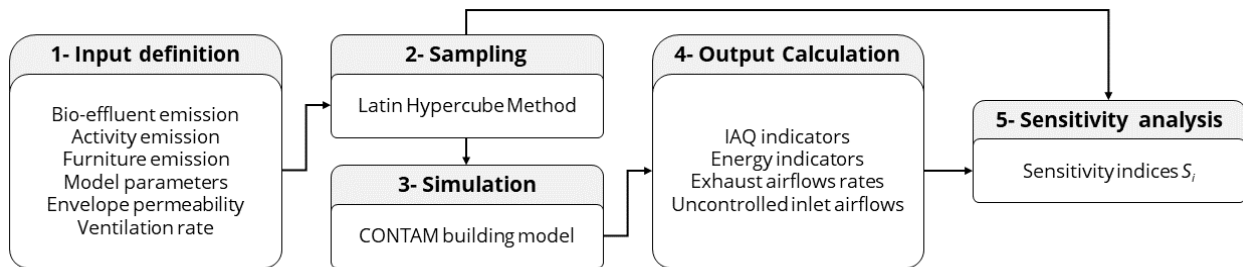 1- Input definition
Bio-effluent emission
Activity emission
Furniture emission
Model parameters
Envelope permeability
Ventilation rate
2- Sampling
Latin Hypercube Method
3- Simulation
CONTAM building model
4- Output Calculation
IAQ indicators
Energy indicators
Exhaust airflows rates
Uncontrolled inlet airflows
5- Sensitivity analysis
Sensitivity indices Si